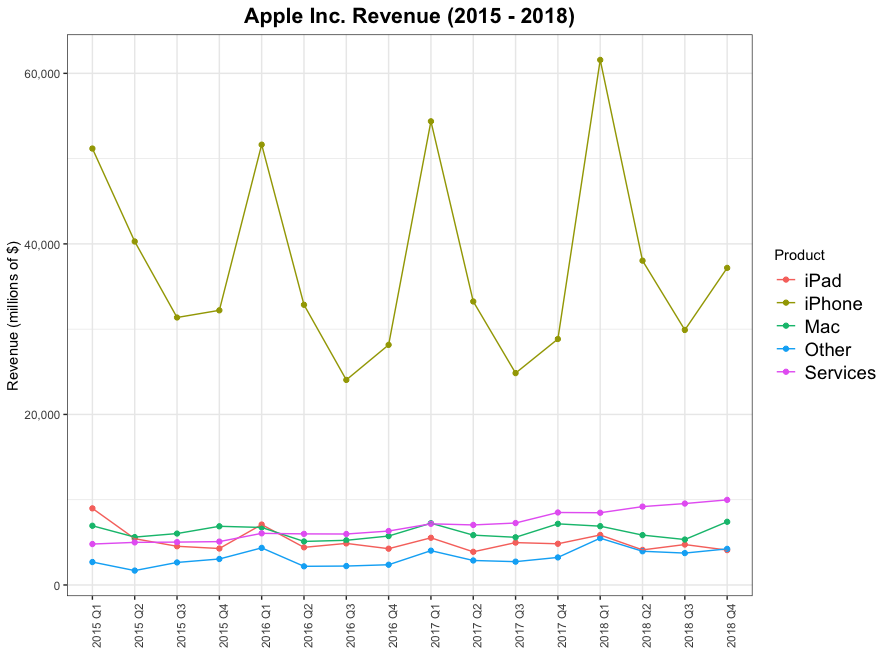 Apple Inc. Revenue (2015 - 2018)
Revenue (millions of $)
60,000
40,000
20,000
0
2015 Q1
2015 Q2
2015 Q3
2015 Q4
2016 Q1
2016 Q2
2016 Q3
2016 Q4
2017 Q1
2017 Q2
2017 Q3
2017 Q4
2018 Q1
2018 Q2
2018 Q3
2018 Q4
Product
iPad
iPhone
Mac
Other
Services